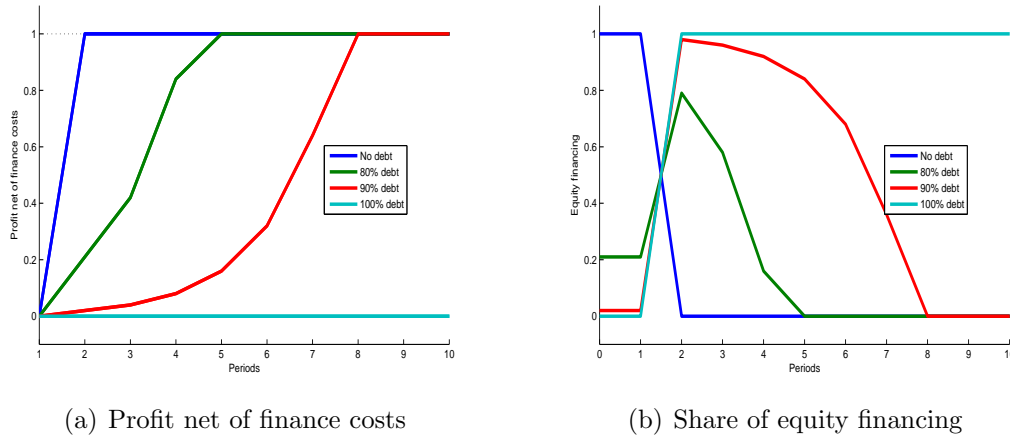 Profit net of finance costs
1
0.8
0.6
0.4
0.2
0
1 2 3 4 5 6 7 8 9 10
Periods
No debt
80% debt
90% debt
100% debt
(a) Profit net of finance costs
Equity financing
1
0.8
0.6
0.4
0.2
0
0 1 2 3 4 5 6 7 8 9 10
Periods
No debt
80% debt
90% debt
100% debt
(b) Share of equity financing